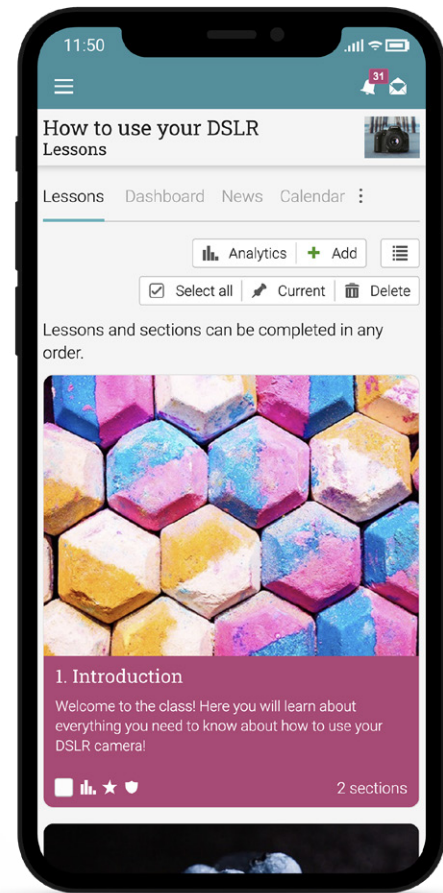 11:50
31
How to use your DSLR
Lessons
Lessons Dashboard News Calendar
Analytics Add
Select all Current Delete
Lessons and sections can be completed in any
order.
1. Introduction
Welcome to the class! Here you will learn about
everything you need to know about how to use your
DSLR camera!
2 sections